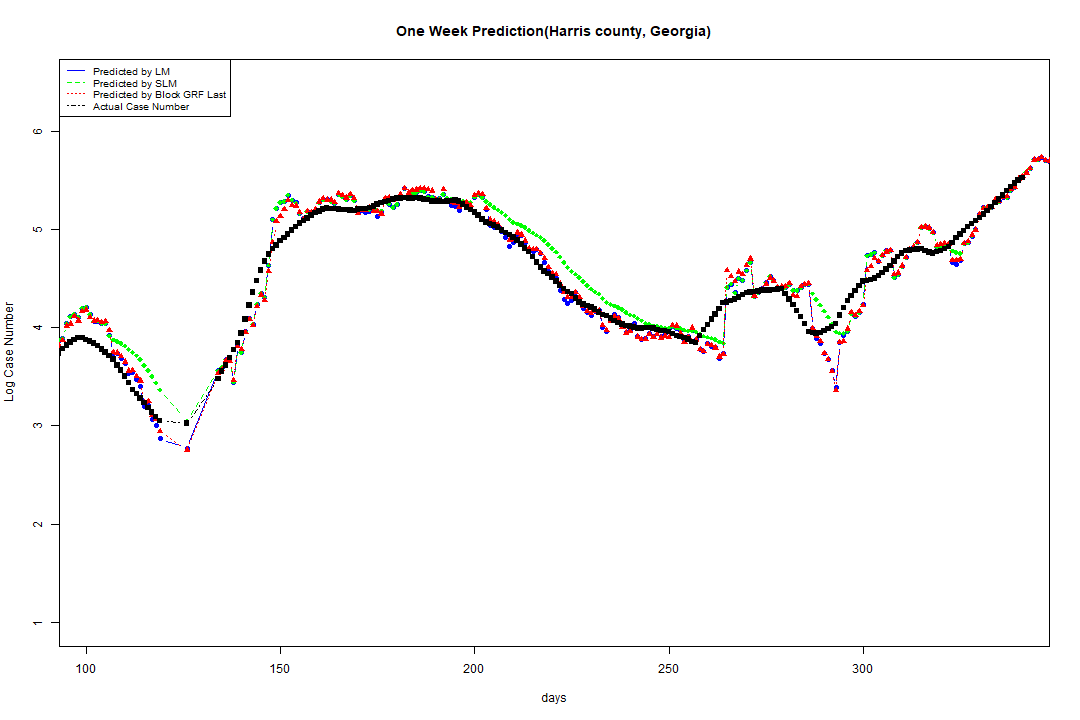 One Week Prediction(Harris county, Georgia)
Predicted by LM
Predicted by SLM
Predicted by Block GRF Last
Actual Case Number
6
5
4
3
2
1
Log Case Number
100 150 200 250 300
days